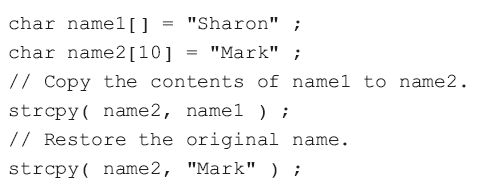 char name1[] = "Sharon" ;
char name2[10] = "Mark" ;
// Copy the contents of name1 to name2.
strcpy( name2, name1 ) ;
// Restore the original name.
strcpy( name2, "Mark" ) ;